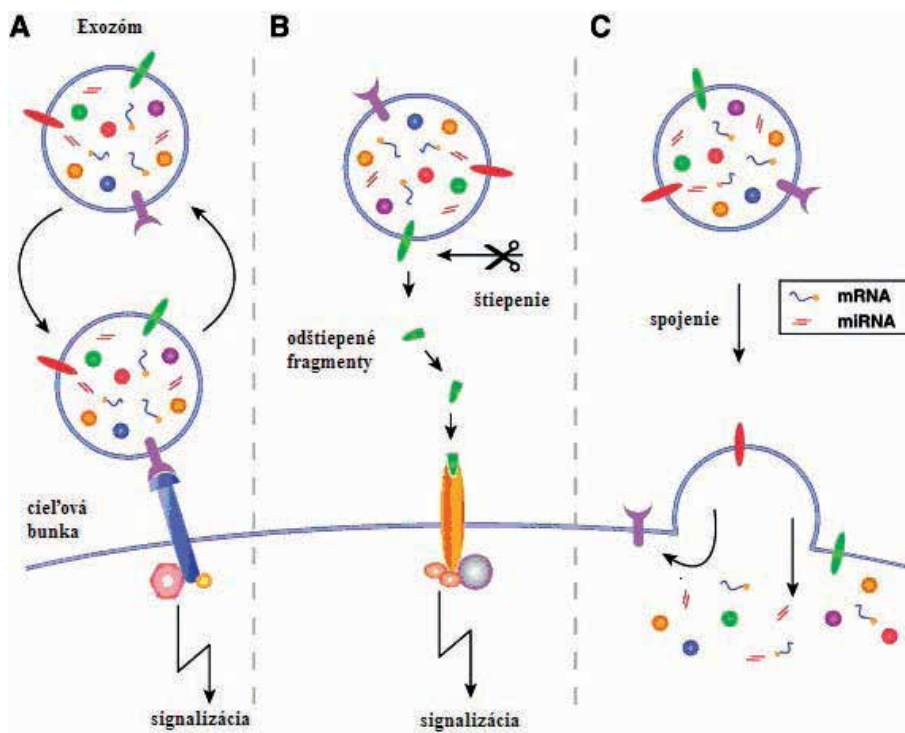 A
Exozóm
cieľová
bunka
signalizácia
B
štiepenie
odštiepené
fragmenty
signalizácia
C
spojenie
mRNA
miRNA